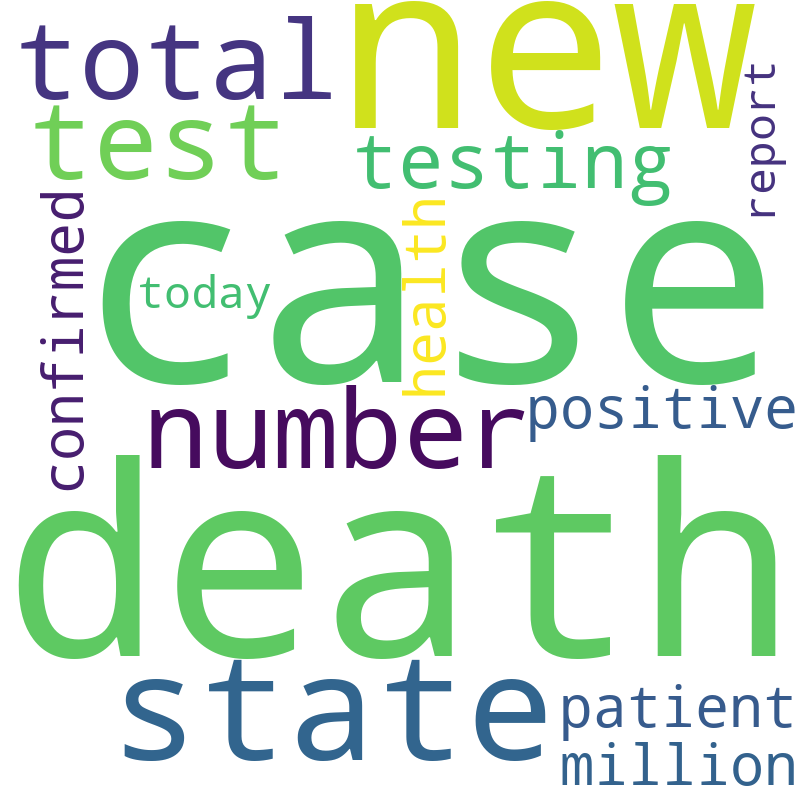 total
new
test
testing
report
confirmed
case
today
health
number
positive
death
state
patient
million